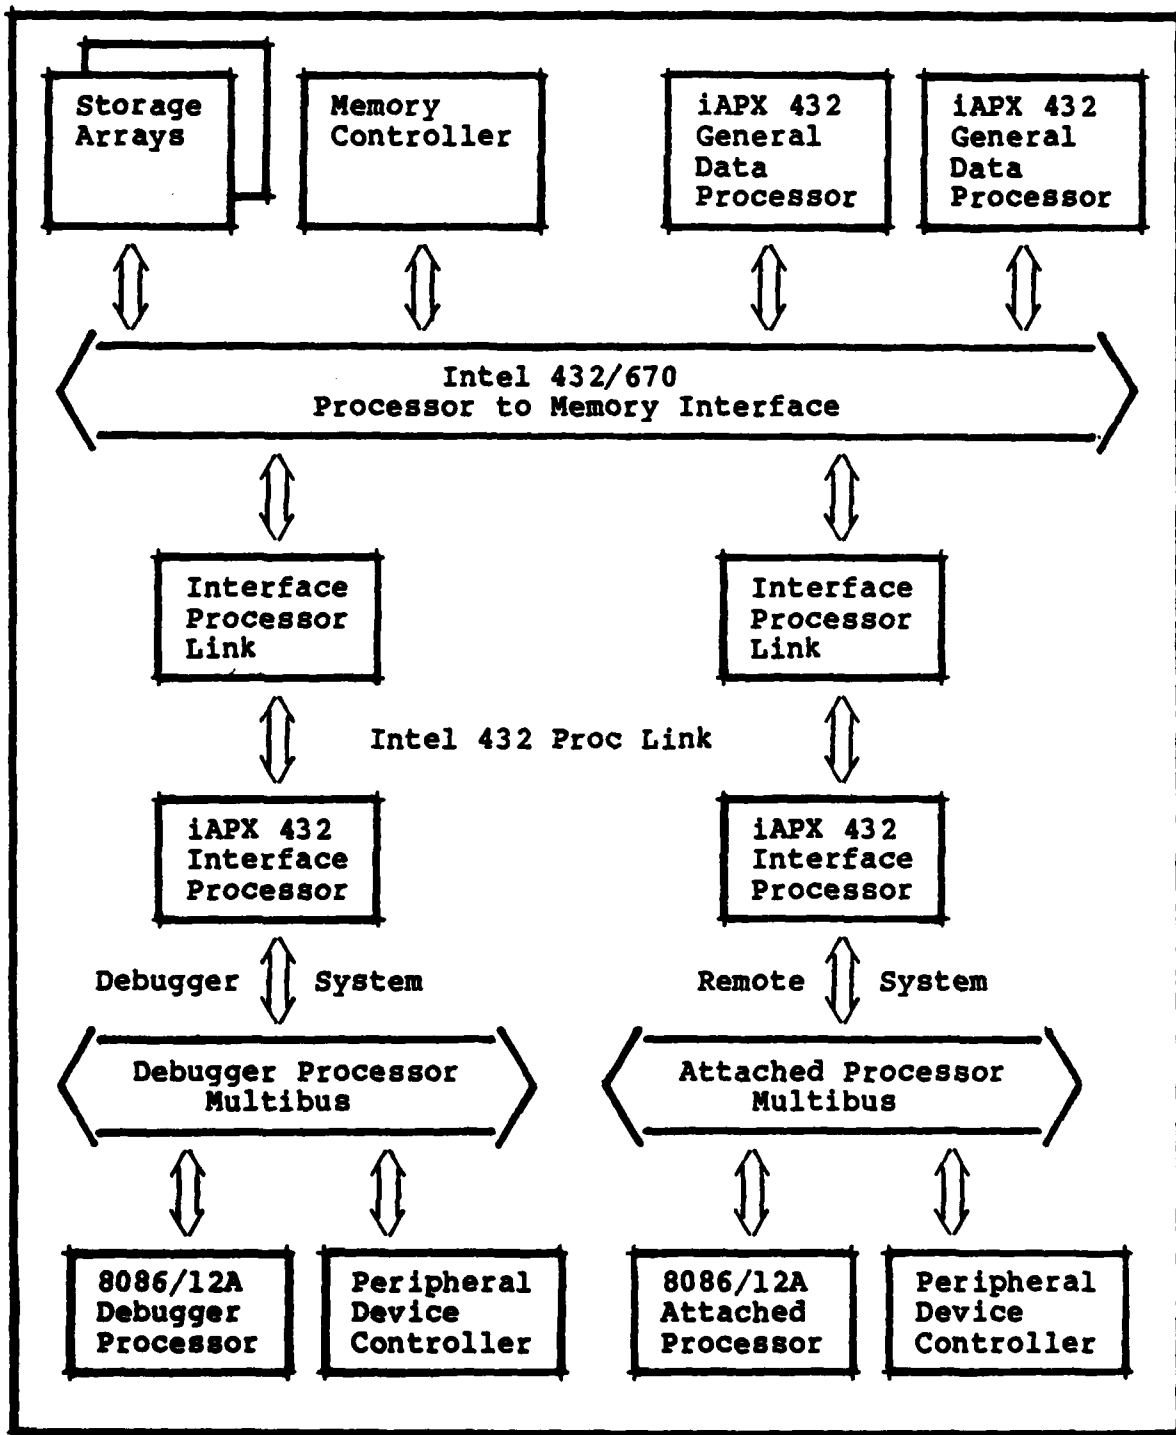 Storage
Arrays
Memory
Controller
iAPX 432
General
Data
Processor
iAPX 432
General
Data
Processor
Intel 432/670
Processor to Memory Interface
Interface
Processor
Link
Interface
Processor
Link
Intel 432 Proc Link
iAPX 432
Interface
Processor
iAPX 432
Interface
Processor
Debugger System
Remote System
Debugger Processor
Multibus
Attached Processor
Multibus
8086/12A
Debugger
Processor
Peripheral
Device
Controller
8086/12A
Attached
Processor
Peripheral
Device
Controller